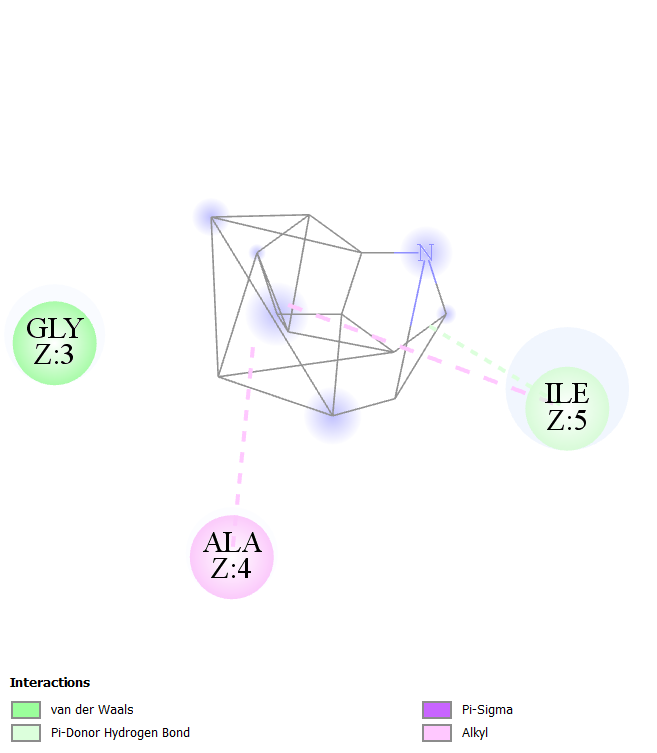 N
GLY
Z:3
ILE
Z:5
ALA
Z:4
Interactions
van der Waals
Pi-Donor Hydrogen Bond
Pi-Sigma
Alkyl